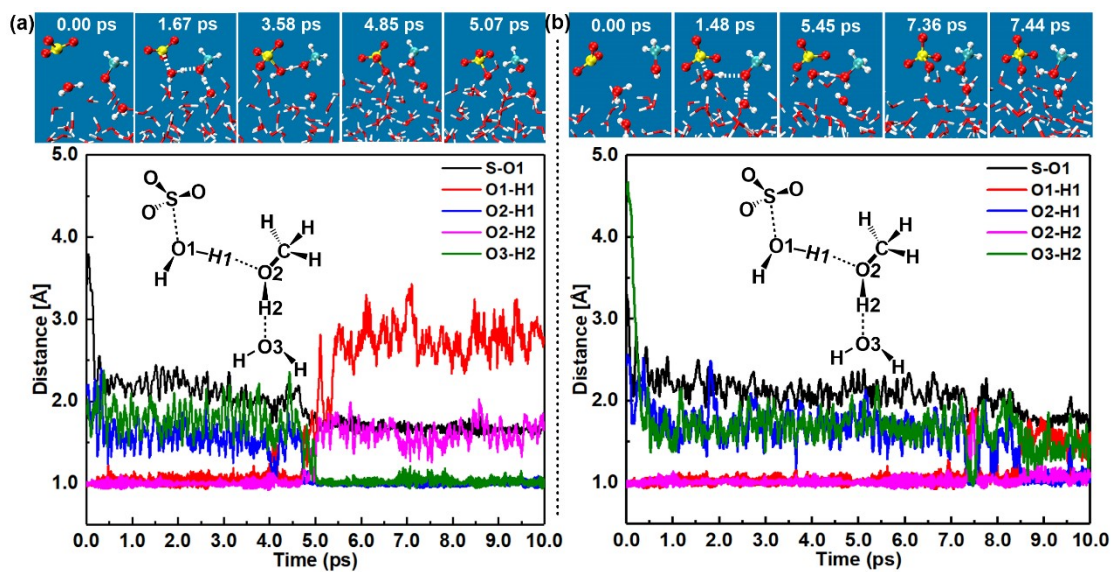 (a) 0.00 ps 1.67 ps 3.58 ps 4.85 ps 5.07 ps
(b) 0.00 ps 1.48 ps 5.45 ps 7.36 ps 7.44 ps
5.0
4.0
3.0
2.0
1.0
Distance [Å]
O
S O
O
O1 H1
H
H H
C H
O2
H2
O3
H H
S-O1
O1-H1
O2-H1
O2-H2
O3-H2
0.0 1.0 2.0 3.0 4.0 5.0 6.0 7.0 8.0 9.0 10.0
Time (ps)
5.0
4.0
3.0
2.0
1.0
Distance [Å]
O
S O
O
O1 H1
H
H H
C H
O2
H2
O3
H H
S-O1
O1-H1
O2-H1
O2-H2
O3-H2
0.0 1.0 2.0 3.0 4.0 5.0 6.0 7.0 8.0 9.0 10.0
Time (ps)